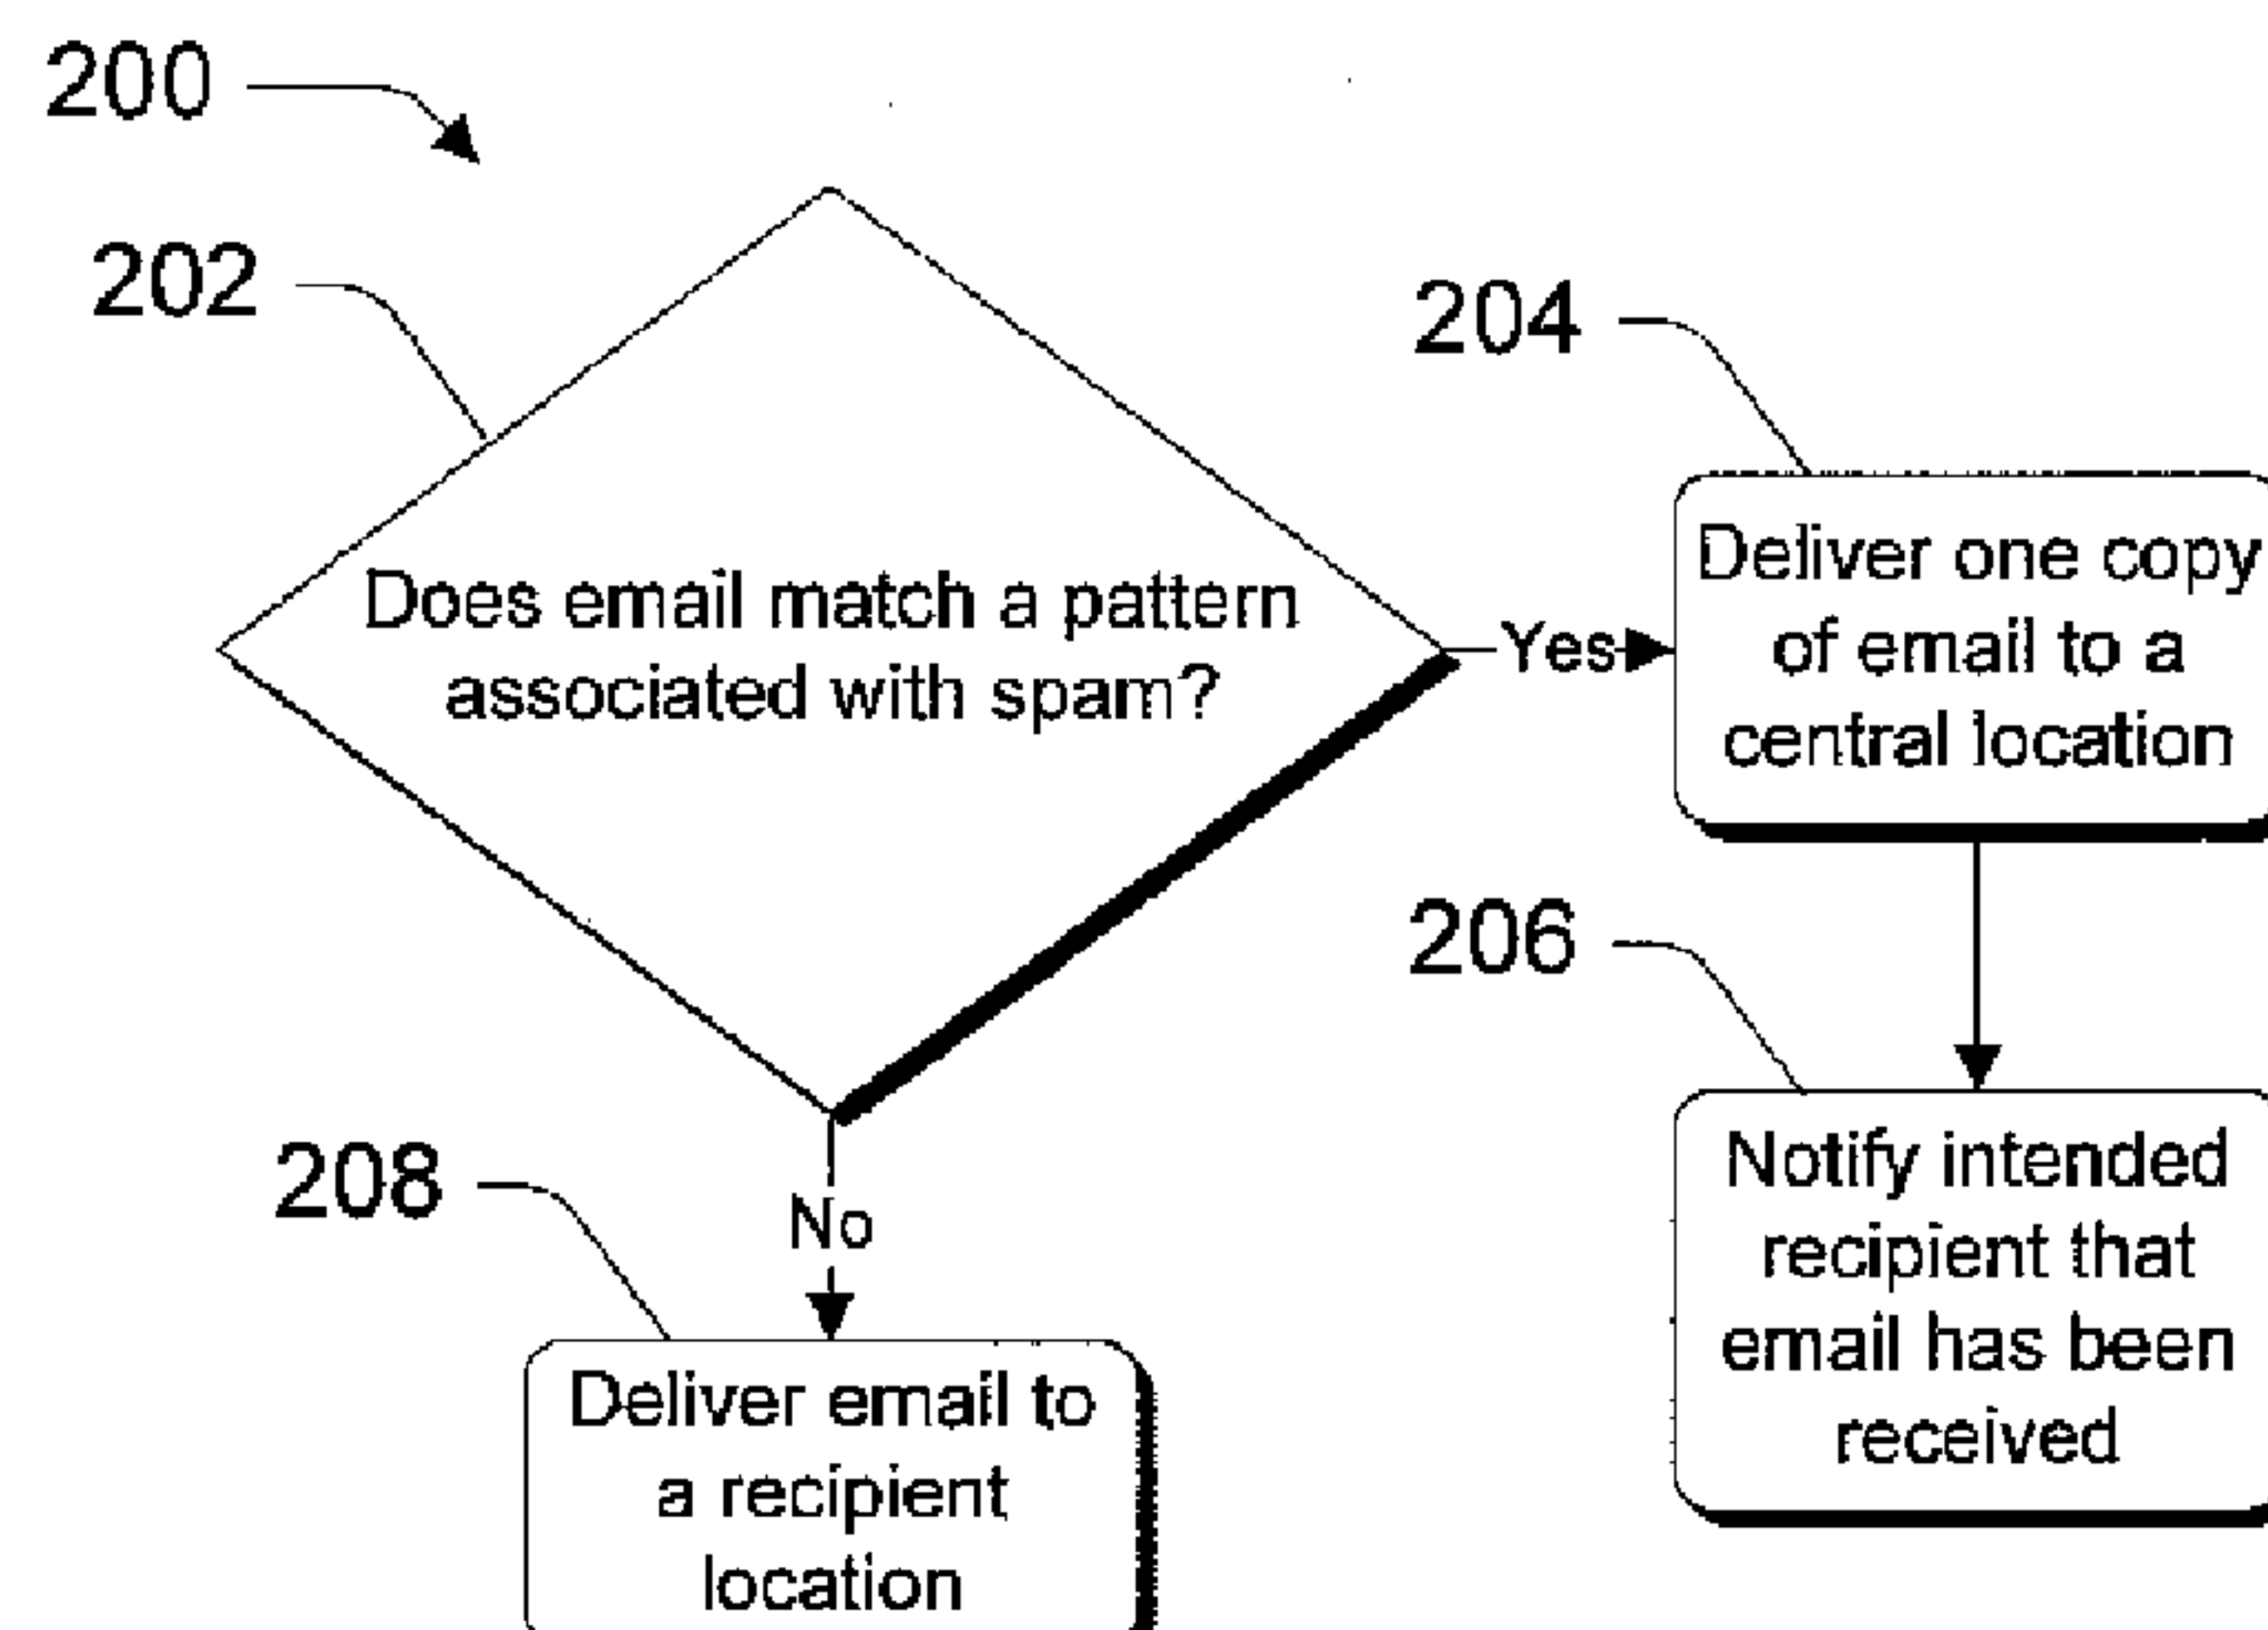 200
202
Does email match a pattern
associated with spam?
Yes
204
Deliver one copy
of email to a
central location
206
Notify intended
recipient that
email has been
received
No
208
Deliver email to
a recipient
location